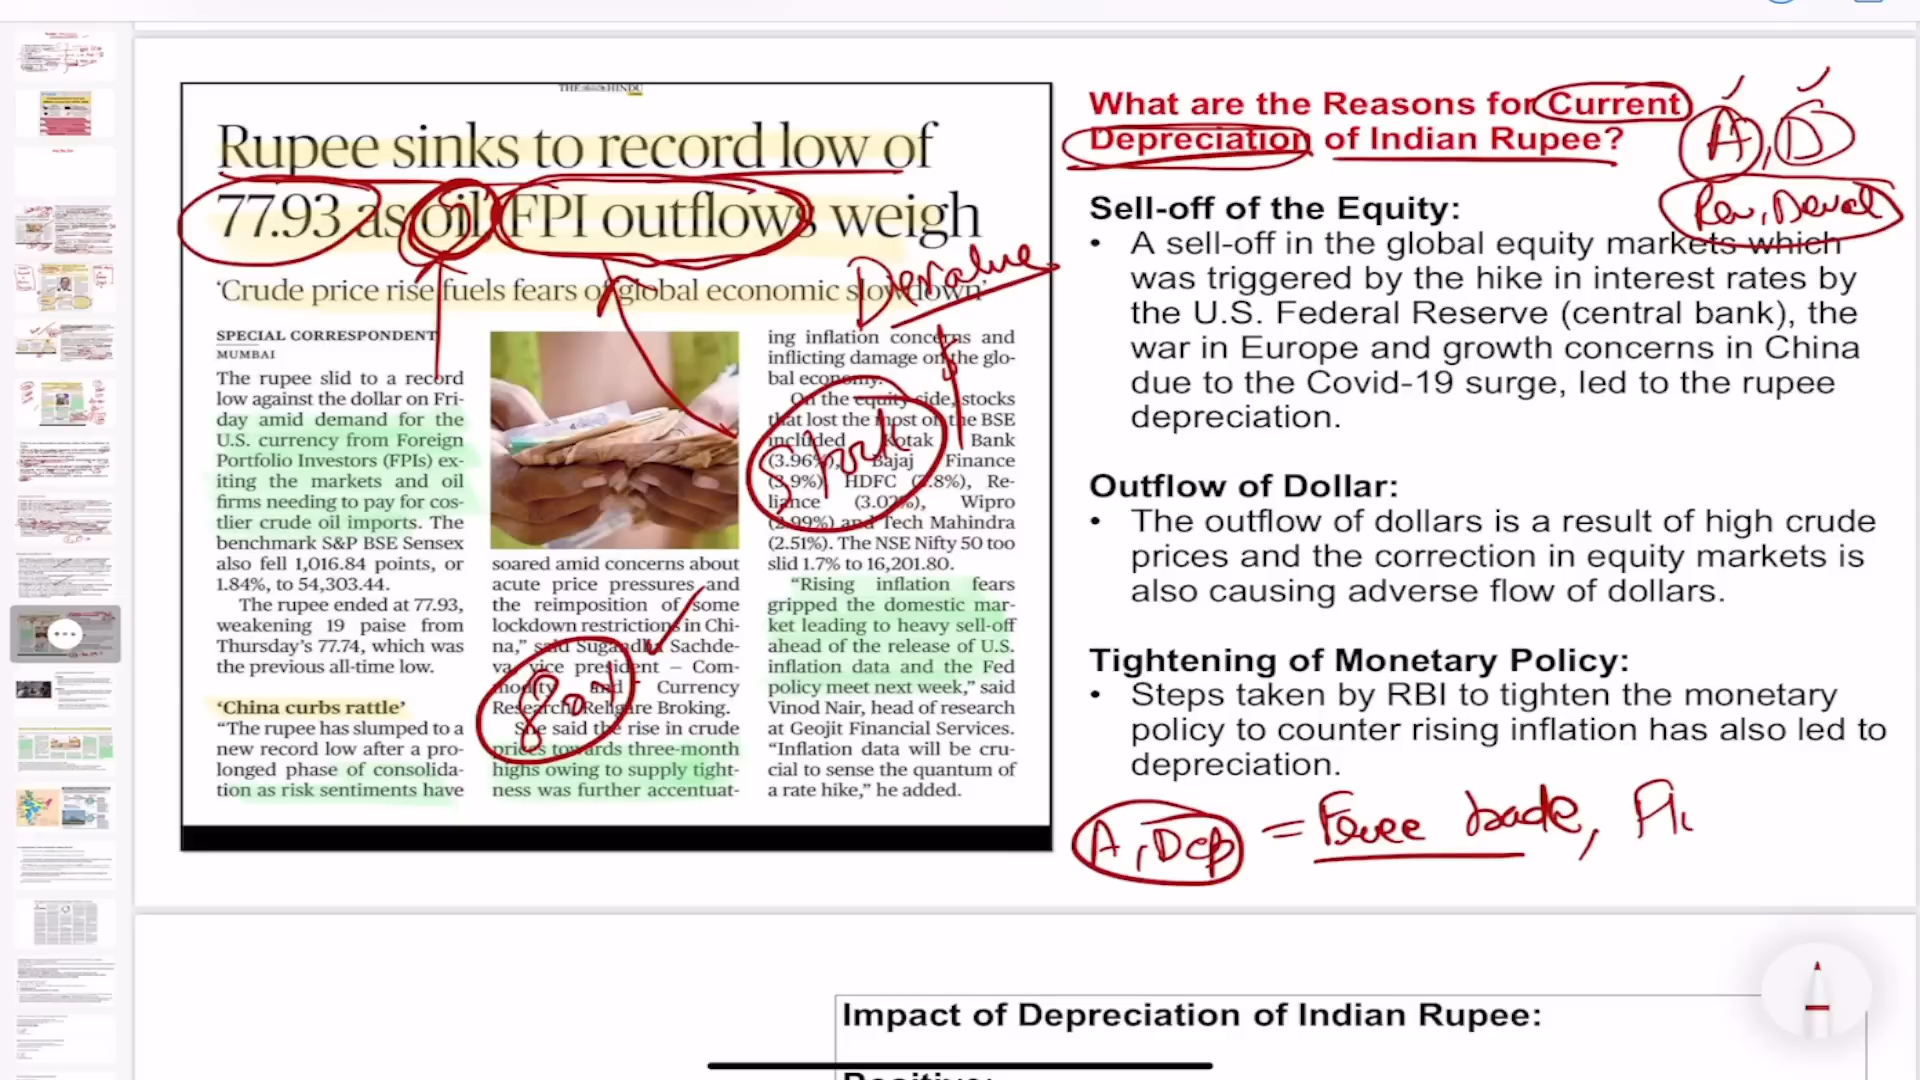 THE HINDU
Rupee sinks to record low of
77.93 as oil, FPI outflows weigh
‘Crude price rise fuels fears of global economic slowdown’
SPECIAL CORRESPONDENT
MUMBAI
The rupee slid to a record
low against the dollar on Fri-
day amid demand for the
U.S. currency from Foreign
Portfolio Investors (FPIs) ex-
iting the markets and oil
firms needing to pay for cos-
tlier crude oil imports. The
benchmark S&P BSE Sensex
also fell 1,016.84 points, or
1.84%, to 54,303.44.
The rupee ended at 77.93,
weakening 19 paise from
Thursday’s 77.74, which was
the previous all-time low.
‘China curbs rattle’
“The rupee has slumped to a
new record low after a pro-
longed phase of consolida-
tion as risk sentiments have
soared amid concerns about
acute price pressures and
the reimposition of some
lockdown restrictions in Chi-
na,” said Sugandha Sachde-
va, vice president – Com-
modity and Currency
Research, Religare Broking.
She said the rise in crude
prices towards three-month
highs owing to supply tight-
ness was further accentuat-
ing inflation concerns and
inflicting damage on the glo-
bal economy.
On the equity side, stocks
that lost the most on the BSE
included Kotak Bank
(3.96%), Bajaj Finance
(3.9%), HDFC Re-
liance (3.02%), Wipro
and Tech Mahindra
(2.51%). The NSE Nifty 50 too
slid 1.7% to 16,201.80.
“Rising inflation fears
gripped the domestic mar-
ket leading to heavy sell-off
ahead of the release of U.S.
inflation data and the Fed
policy meet next week,” said
Vinod Nair, head of research
at Geojit Financial Services.
“Inflation data will be cru-
cial to sense the quantum of
a rate hike,” he added.
Devalue
Stock
What are the Reasons for Current
Depreciation of Indian Rupee?
A, D
Rev, Deval
Sell-off of the Equity:
• A sell-off in the global equity markets which
was triggered by the hike in interest rates by
the U.S. Federal Reserve (central bank), the
war in Europe and growth concerns in China
due to the Covid-19 surge, led to the rupee
depreciation.
Outflow of Dollar:
• The outflow of dollars is a result of high crude
prices and the correction in equity markets is
also causing adverse flow of dollars.
Tightening of Monetary Policy:
• Steps taken by RBI to tighten the monetary
policy to counter rising inflation has also led to
depreciation.
A, Dep = trade,
Impact of Depreciation of Indian Rupee: